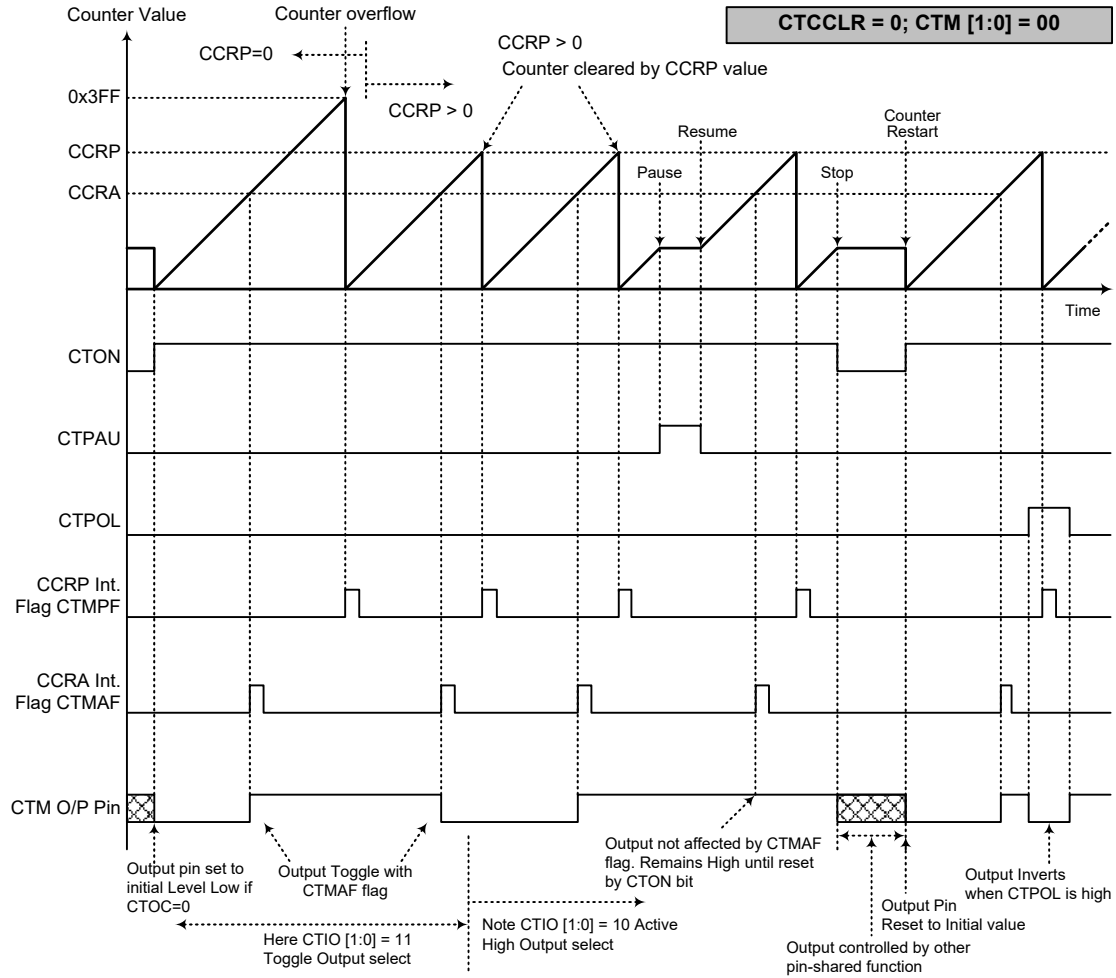 Counter Value
Counter overflow
CTCCLR = 0; CTM [1:0] = 00
CCRP=0
CCRP > 0
CCRP > 0
Counter cleared by CCRP value
0x3FF
CCRP
CCRA
Pause
Resume
Stop
Counter
Restart
Time
CTON
CTPAU
CTPOL
CCRP Int.
Flag CTMPF
CCRA Int.
Flag CTMAF
CTM O/P Pin
Output pin set to
initial Level Low if
CTOC=0
Output Toggle with
CTMAF flag
Here CTIO [1:0] = 11
Toggle Output select
Note CTIO [1:0] = 10 Active
High Output select
Output not affected by CTMAF
flag. Remains High until reset
by CTON bit
Output controlled by other
pin-shared function
Output Pin
Reset to Initial value
Output Inverts
when CTPOL is high